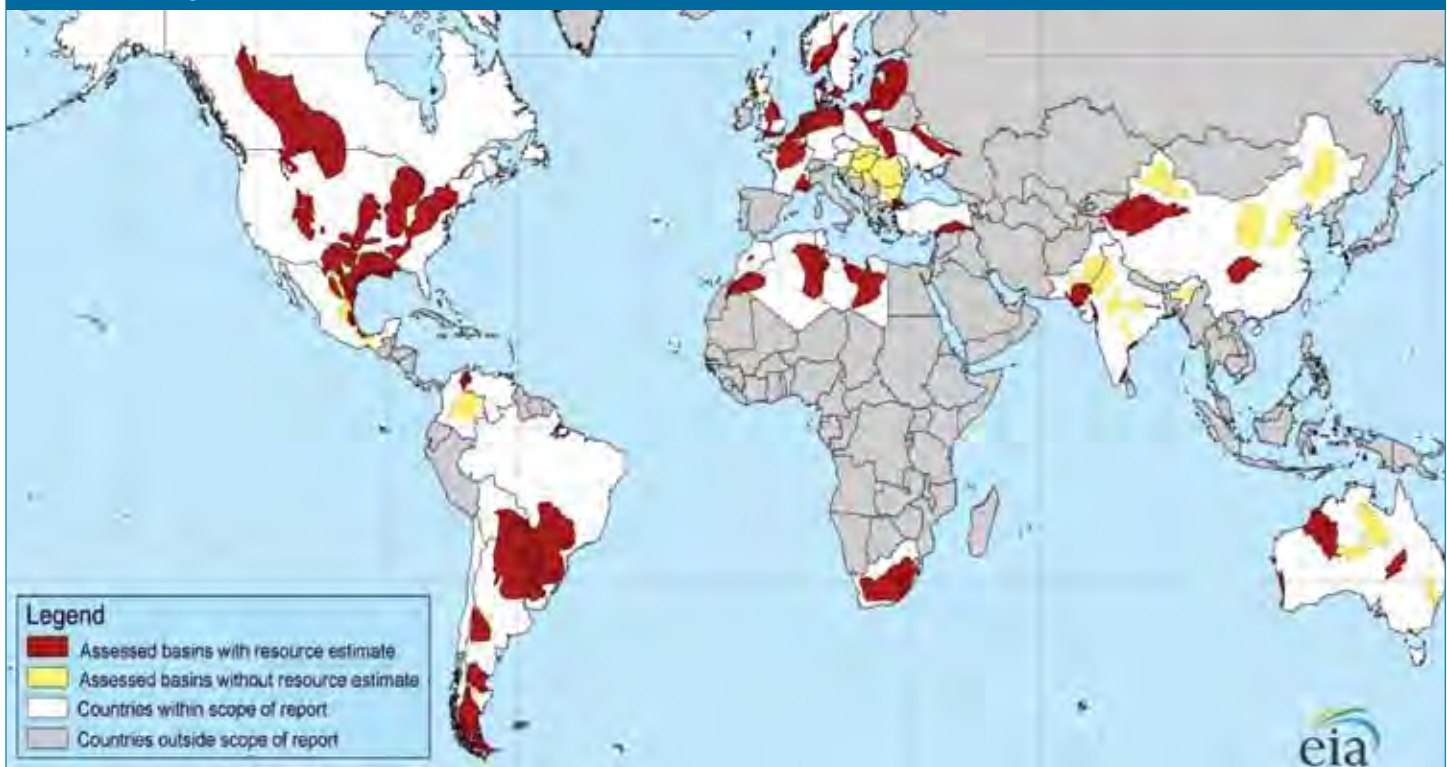 Legend
Assessed basins with resource estimate
Assessed basins without resource estimate
Countries within scope of report
Countries outside scope of report
eia